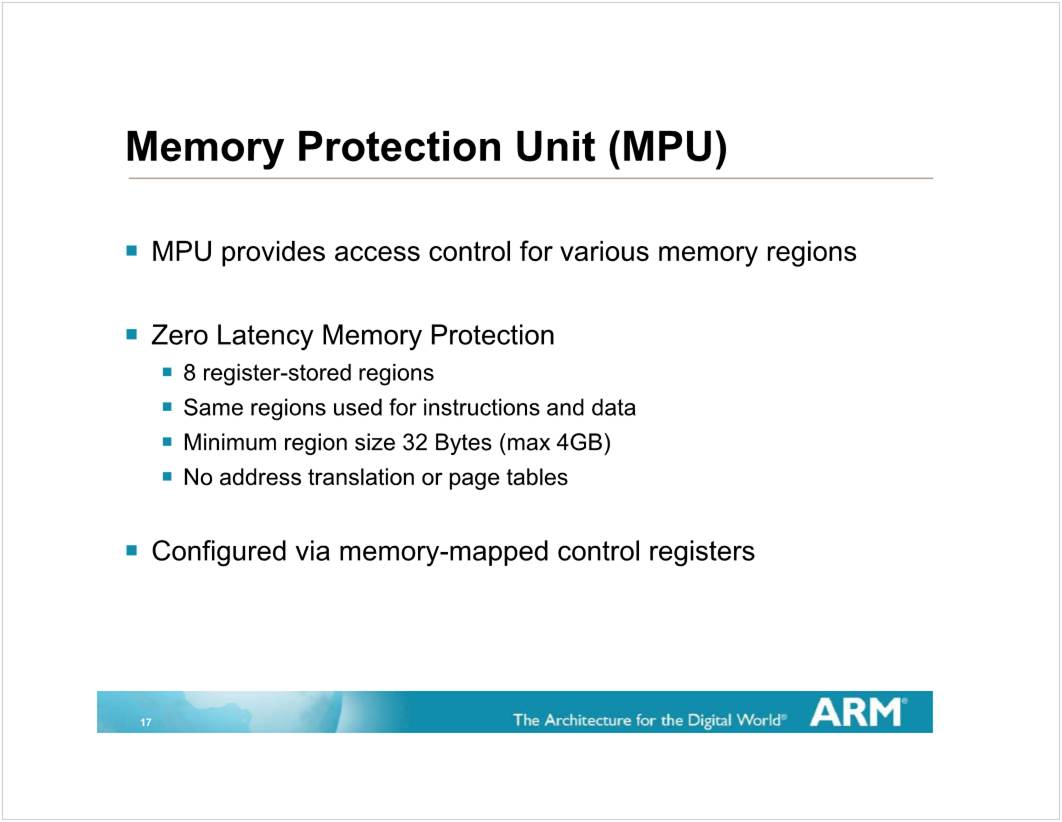 Memory Protection Unit (MPU)
MPU provides access control for various memory regions
Zero Latency Memory Protection
8 register-stored regions
Same regions used for instructions and data
Minimum region size 32 Bytes (max 4GB)
No address translation or page tables
Configured via memory-mapped control registers
17
The Architecture for the Digital World®
ARM®